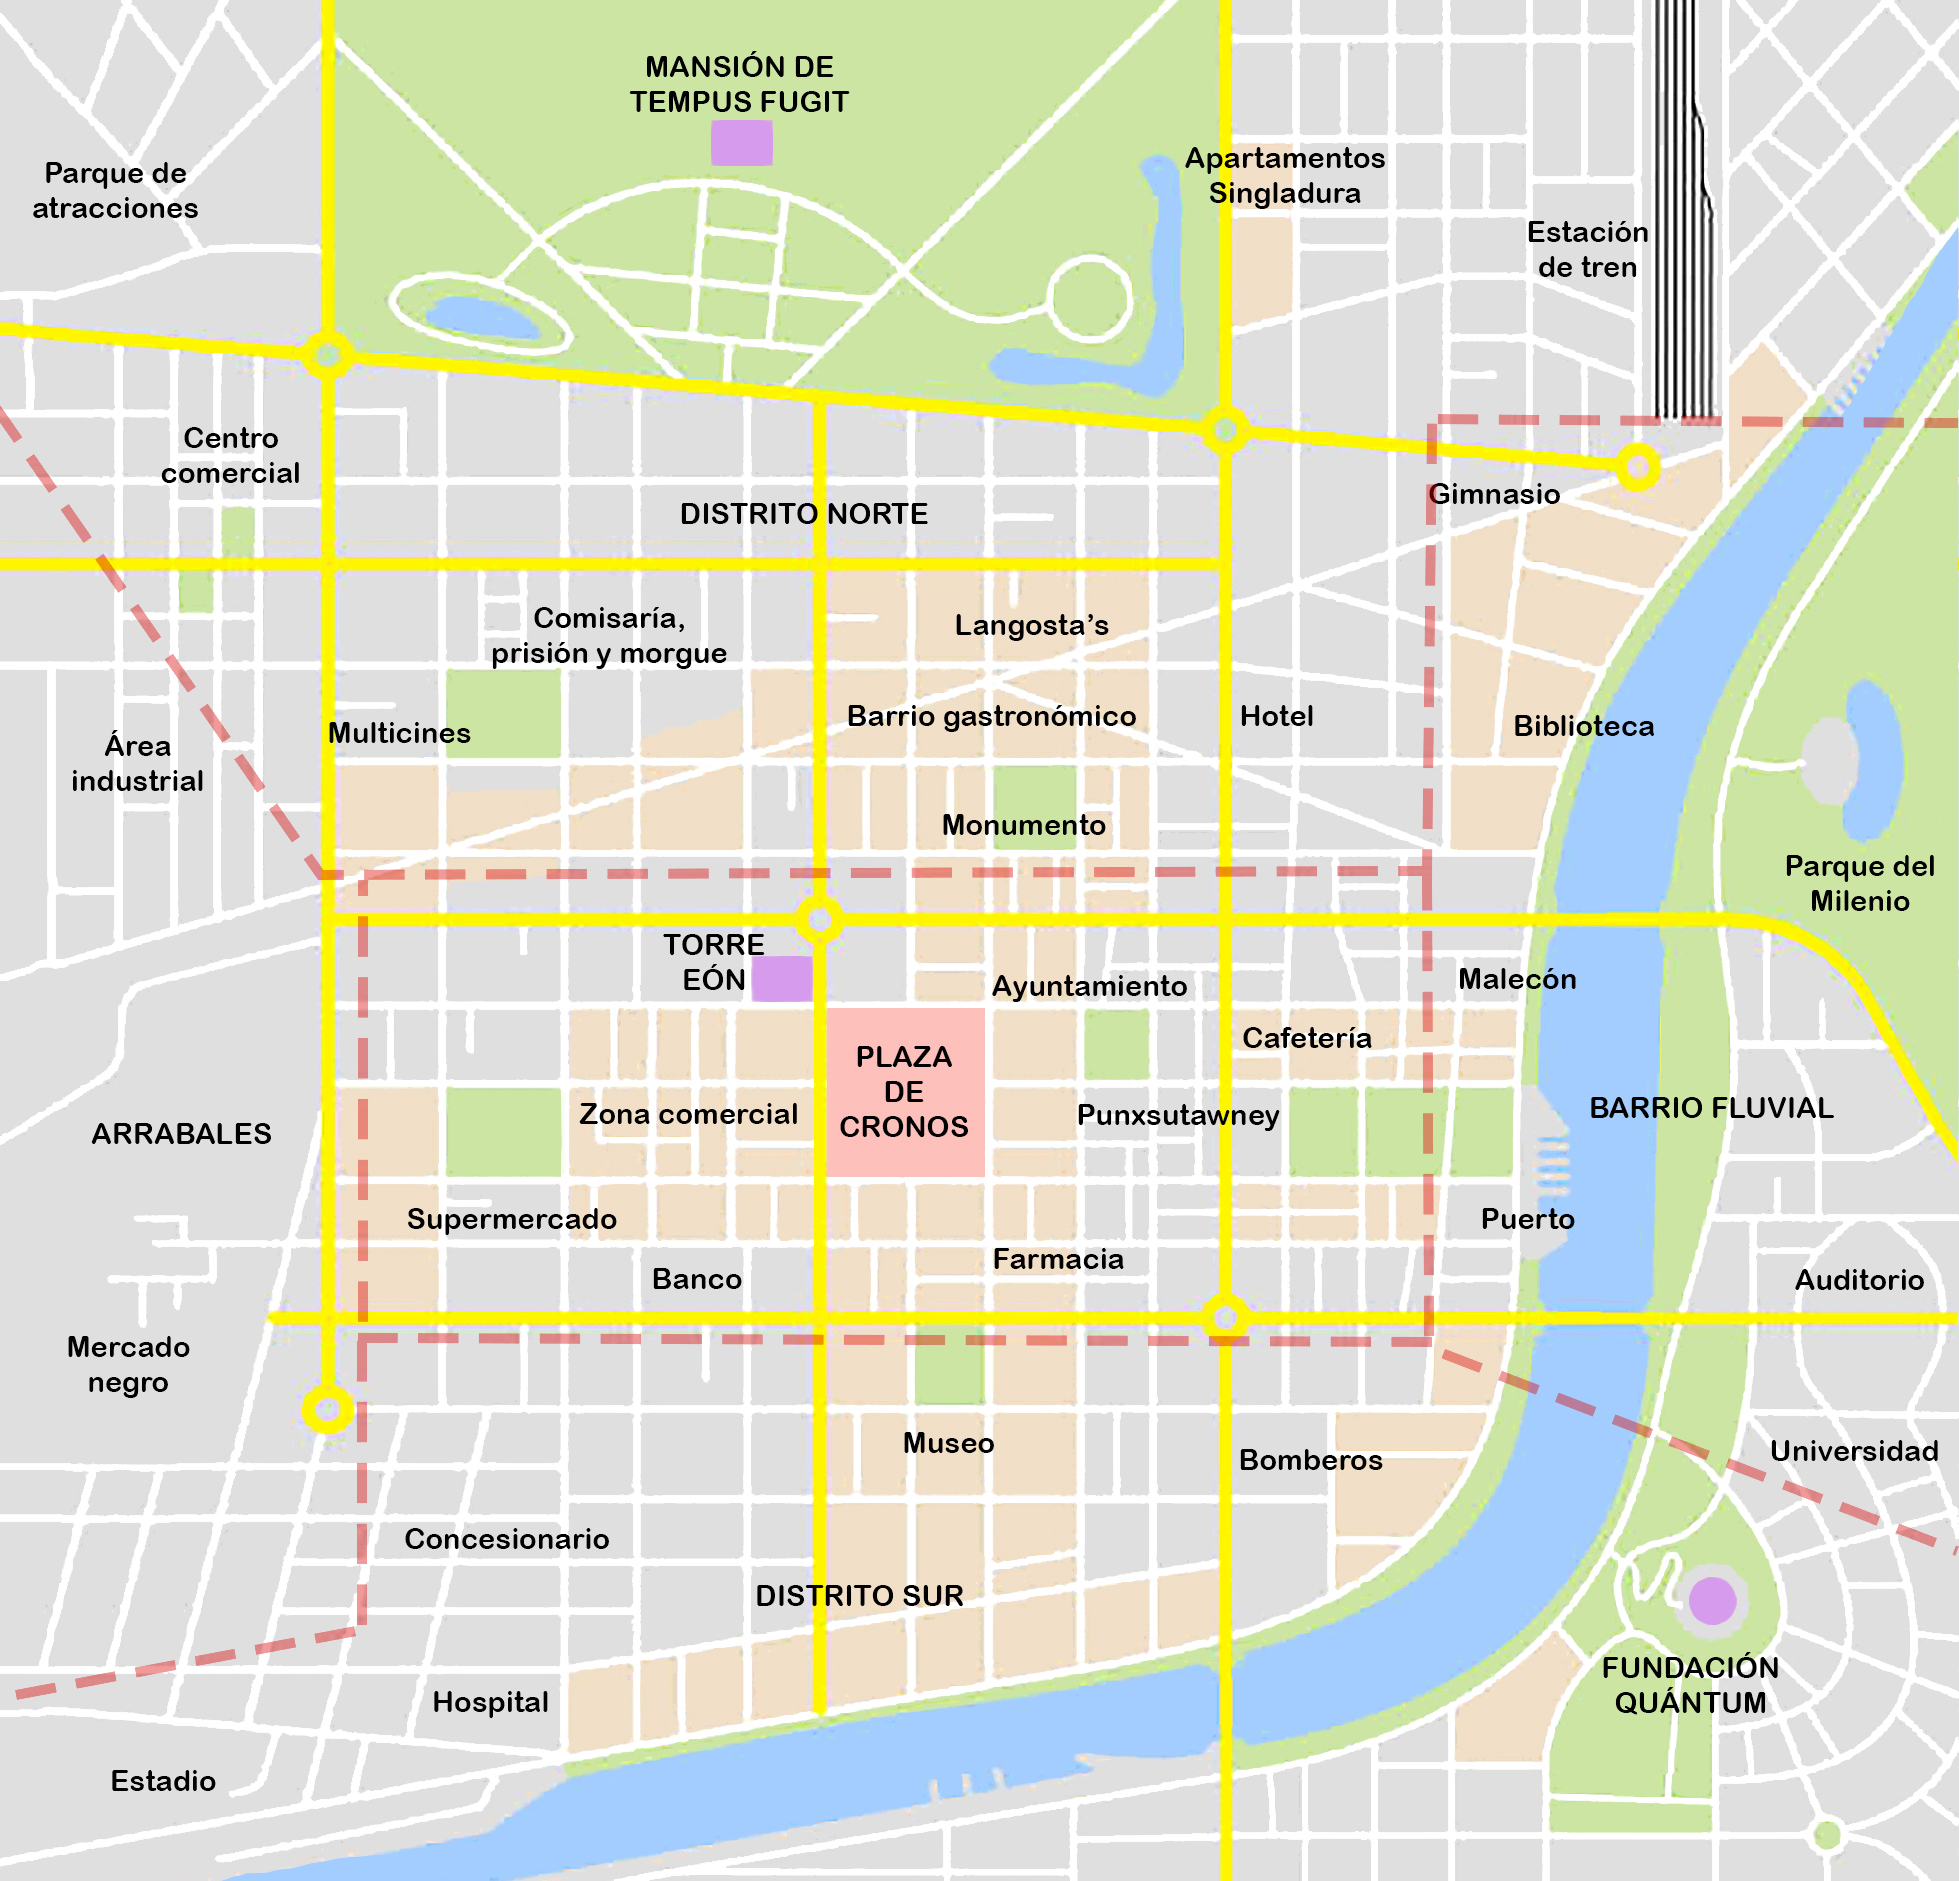 MANSIÓN DE
TEMPUS FUGIT
Parque de
atracciones
Apartamentos
Singladura
Estación
de tren
Centro
comercial
Gimnasio
DISTRITO NORTE
Comisaría,
prisión y morgue
Langosta's
Multicines
Barrio gastronómico
Hotel
Biblioteca
Área
industrial
Monumento
Parque del
Milenio
TORRE
EÓN
Ayuntamiento
Malecón
Cafetería
PLAZA
DE
CRONOS
Zona comercial
Punxsutawney
BARRIO FLUVIAL
ARRABALES
Supermercado
Puerto
Farmacia
Banco
Auditorio
Mercado
negro
Museo
Bomberos
Universidad
Concesionario
DISTRITO SUR
FUNDACIÓN
QUÁNTUM
Hospital
Estadio